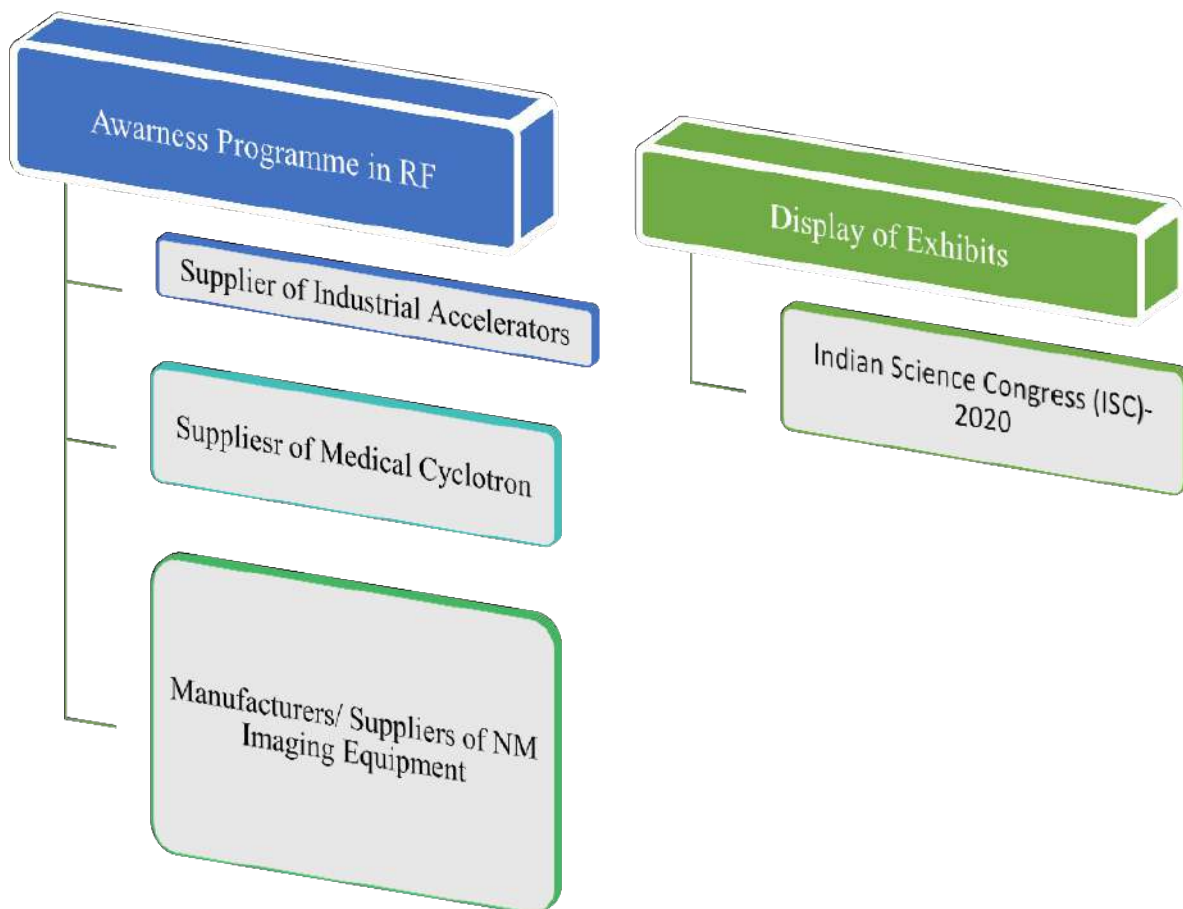 Awarness Programme in RF
Supplier of Industrial Accelerators
Suppliesr of Medical Cyclotron
Manufacturers/ Suppliers of NM
Imaging Equipment
Display of Exhibits
Indian Science Congress (ISC)-
2020